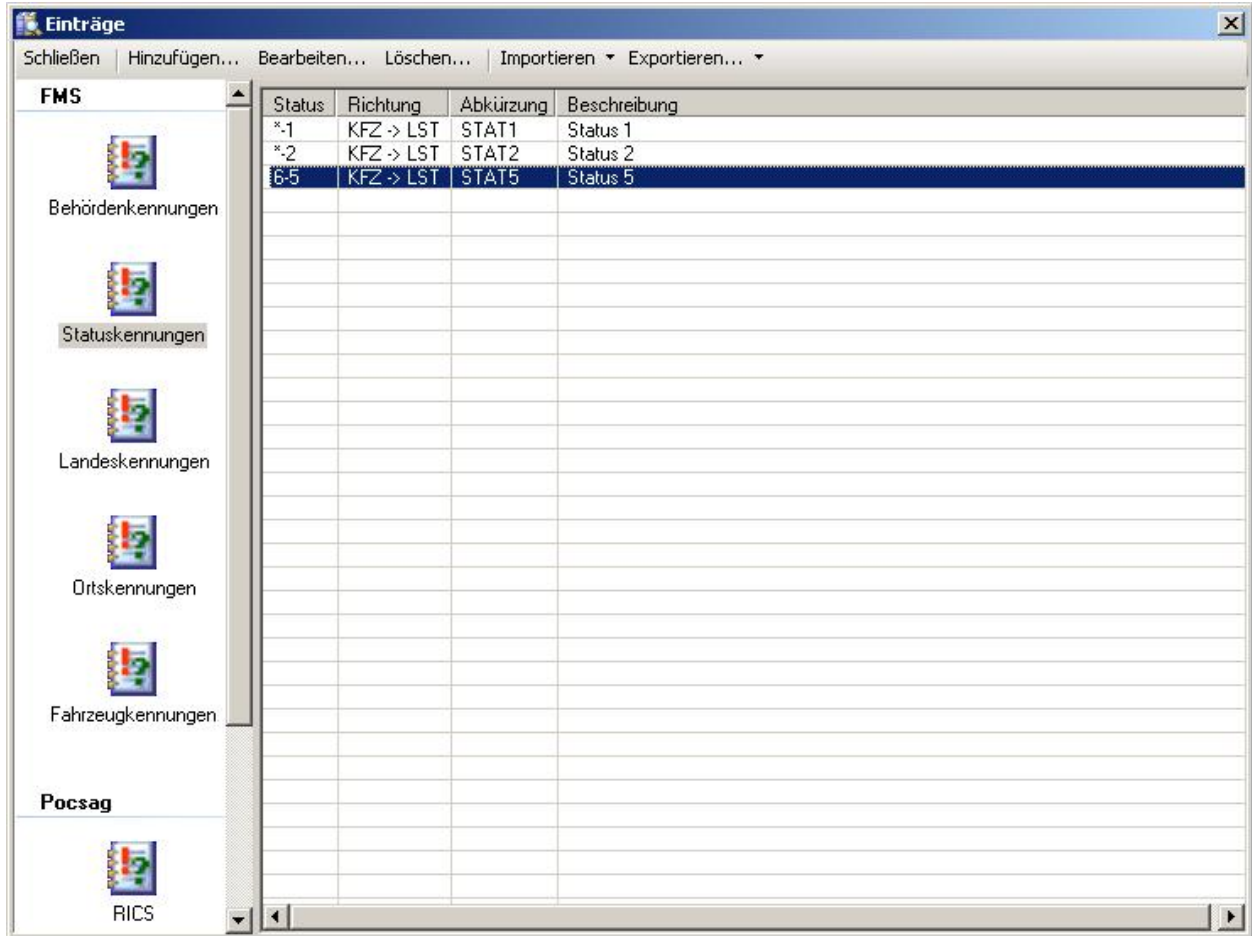 Einträge
Schließen Hinzufügen... Bearbeiten... Löschen... Importieren Exportieren...
FMS
Behördenkennungen
Statuskennungen
Landeskennungen
Ortskennungen
Fahrzeugkennungen
Pocsag
RICS
Status Richtung Abkürzung Beschreibung
*-1 KFZ -> LST STAT1 Status 1
*-2 KFZ -> LST STAT2 Status 2
6-5 KFZ -> LST STAT5 Status 5